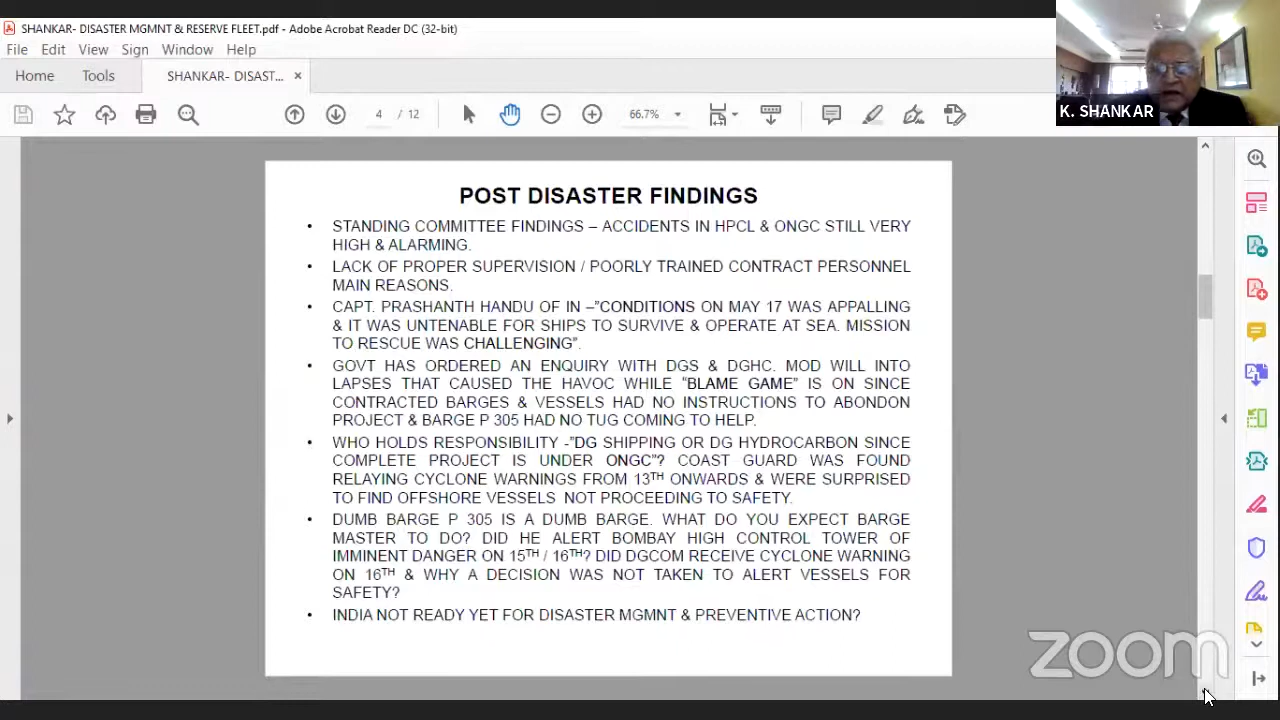 SHANKAR- DISASTER MGMNT & RESERVE FLEET.pdf - Adobe Acrobat Reader DC (32-bit)
File Edit View Sign Window Help
Home Tools SHANKAR- DISAST... ×
4 / 12 66.7%
K. SHANKAR
POST DISASTER FINDINGS
• STANDING COMMITTEE FINDINGS – ACCIDENTS IN HPCL & ONGC STILL VERY
HIGH & ALARMING.
• LACK OF PROPER SUPERVISION / POORLY TRAINED CONTRACT PERSONNEL
MAIN REASONS.
• CAPT. PRASHANTH HANDU OF IN –"CONDITIONS ON MAY 17 WAS APPALLING
& IT WAS UNTENABLE FOR SHIPS TO SURVIVE & OPERATE AT SEA. MISSION
TO RESCUE WAS CHALLENGING".
• GOVT HAS ORDERED AN ENQUIRY WITH DGS & DGHC. MOD WILL INTO
LAPSES THAT CAUSED THE HAVOC WHILE "BLAME GAME" IS ON SINCE
CONTRACTED BARGES & VESSELS HAD NO INSTRUCTIONS TO ABONDON
PROJECT & BARGE P 305 HAD NO TUG COMING TO HELP.
• WHO HOLDS RESPONSIBILITY -"DG SHIPPING OR DG HYDROCARBON SINCE
COMPLETE PROJECT IS UNDER ONGC"? COAST GUARD WAS FOUND
RELAYING CYCLONE WARNINGS FROM 13TH ONWARDS & WERE SURPRISED
TO FIND OFFSHORE VESSELS NOT PROCEEDING TO SAFETY.
• DUMB BARGE P 305 IS A DUMB BARGE. WHAT DO YOU EXPECT BARGE
MASTER TO DO? DID HE ALERT BOMBAY HIGH CONTROL TOWER OF
IMMINENT DANGER ON 15TH / 16TH? DID DGCOM RECEIVE CYCLONE WARNING
ON 16TH & WHY A DECISION WAS NOT TAKEN TO ALERT VESSELS FOR
SAFETY?
• INDIA NOT READY YET FOR DISASTER MGMNT & PREVENTIVE ACTION?
zoom